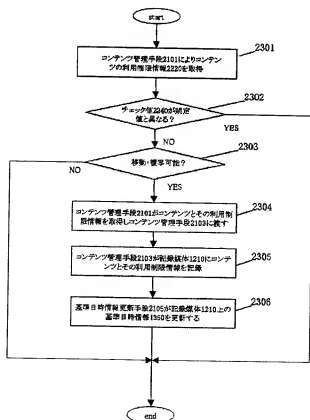 start
2301
コンテンツ管理手段2101によりコンテン
ツの利用制限情報2220を取得
2302
チェック値2240が規定
値と異なる？
YES
NO
2303
移動・複写可能？
NO
YES
2304
コンテンツ管理手段2101がコンテンツとその利用制
限情報を取得しコンテンツ管理手段2103に渡す
2305
コンテンツ管理手段2103が記録媒体1210にコン
テンツとその利用制限情報を記録
2306
基準日時情報更新手段2105が記録媒体1210上の
基準日時情報1350を更新する
end